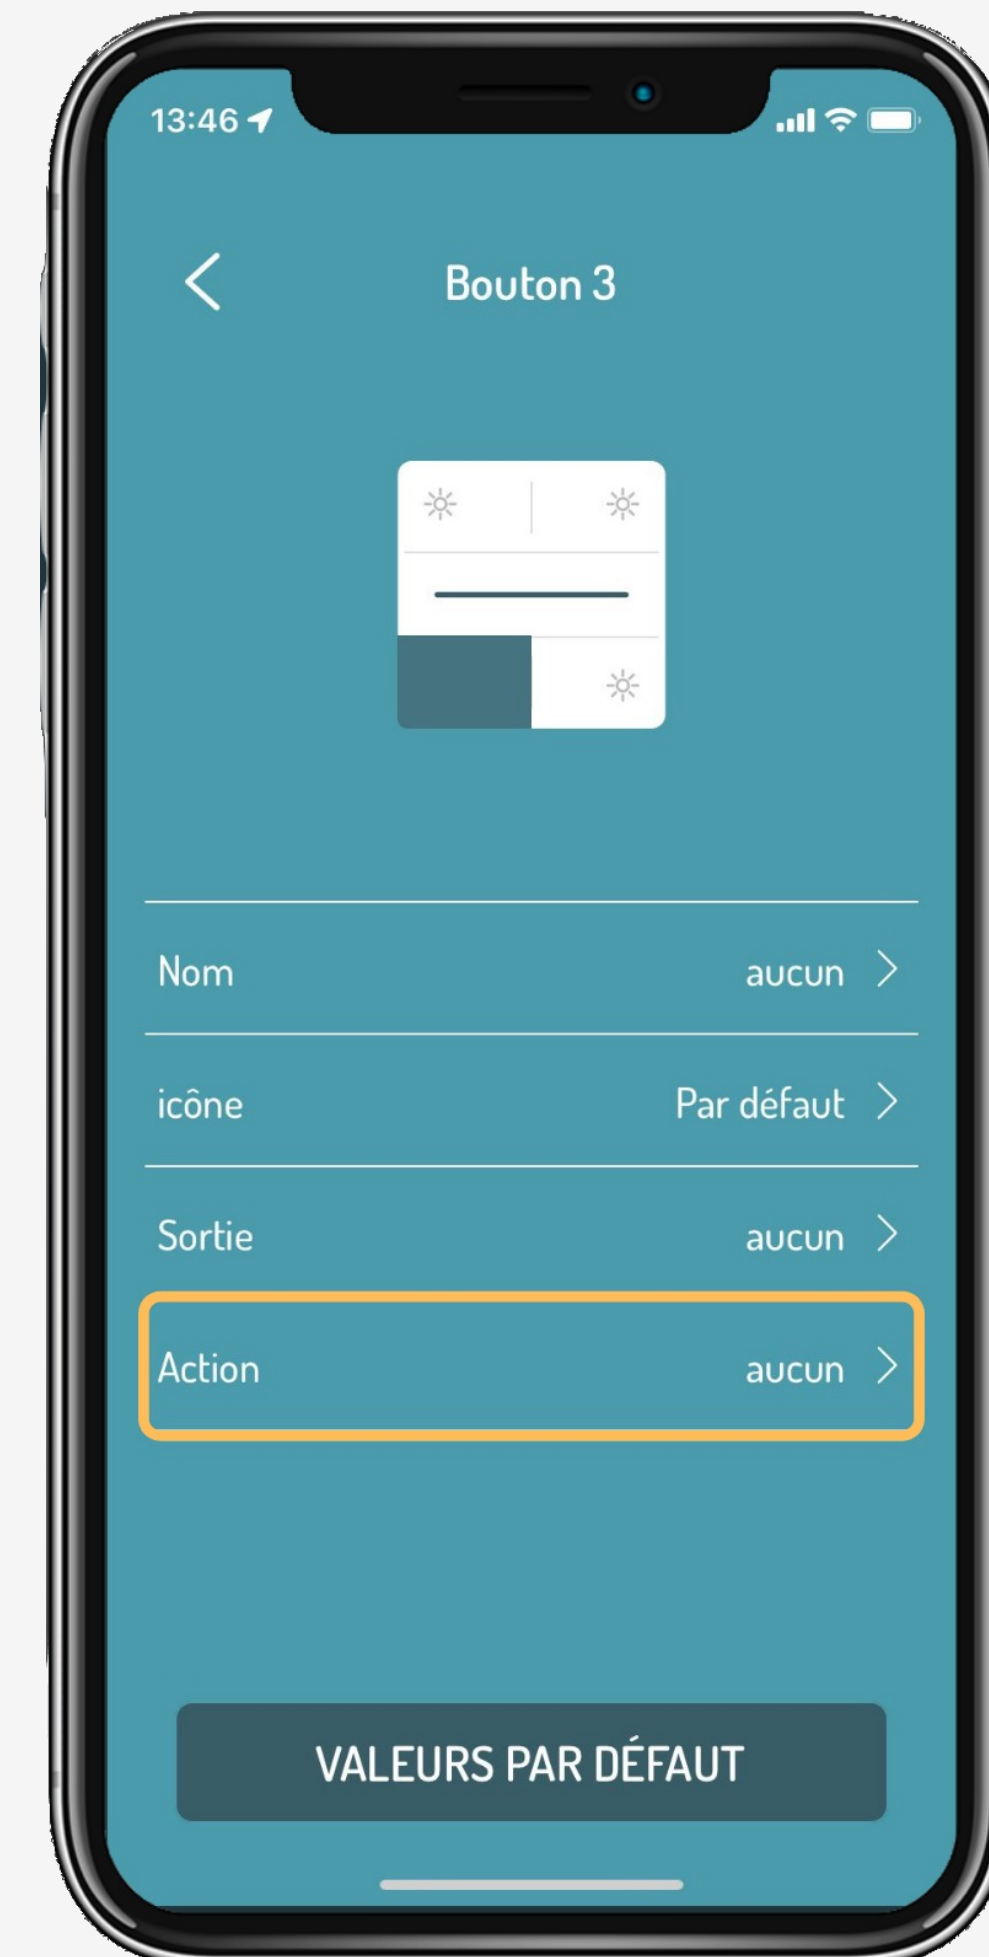 13:46
Bouton 3
Nom aucun
icône Par défaut
Sortie aucun
Action aucun
VALEURS PAR DÉFAUT